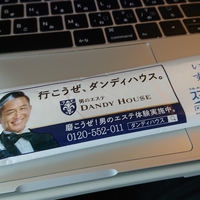 行こうぜ、ダンディハウス。
男のエステ
DANDY HOUSE
磨こうぜ！男のエステ体験実施中。
0120-552-011
ダンディハウス